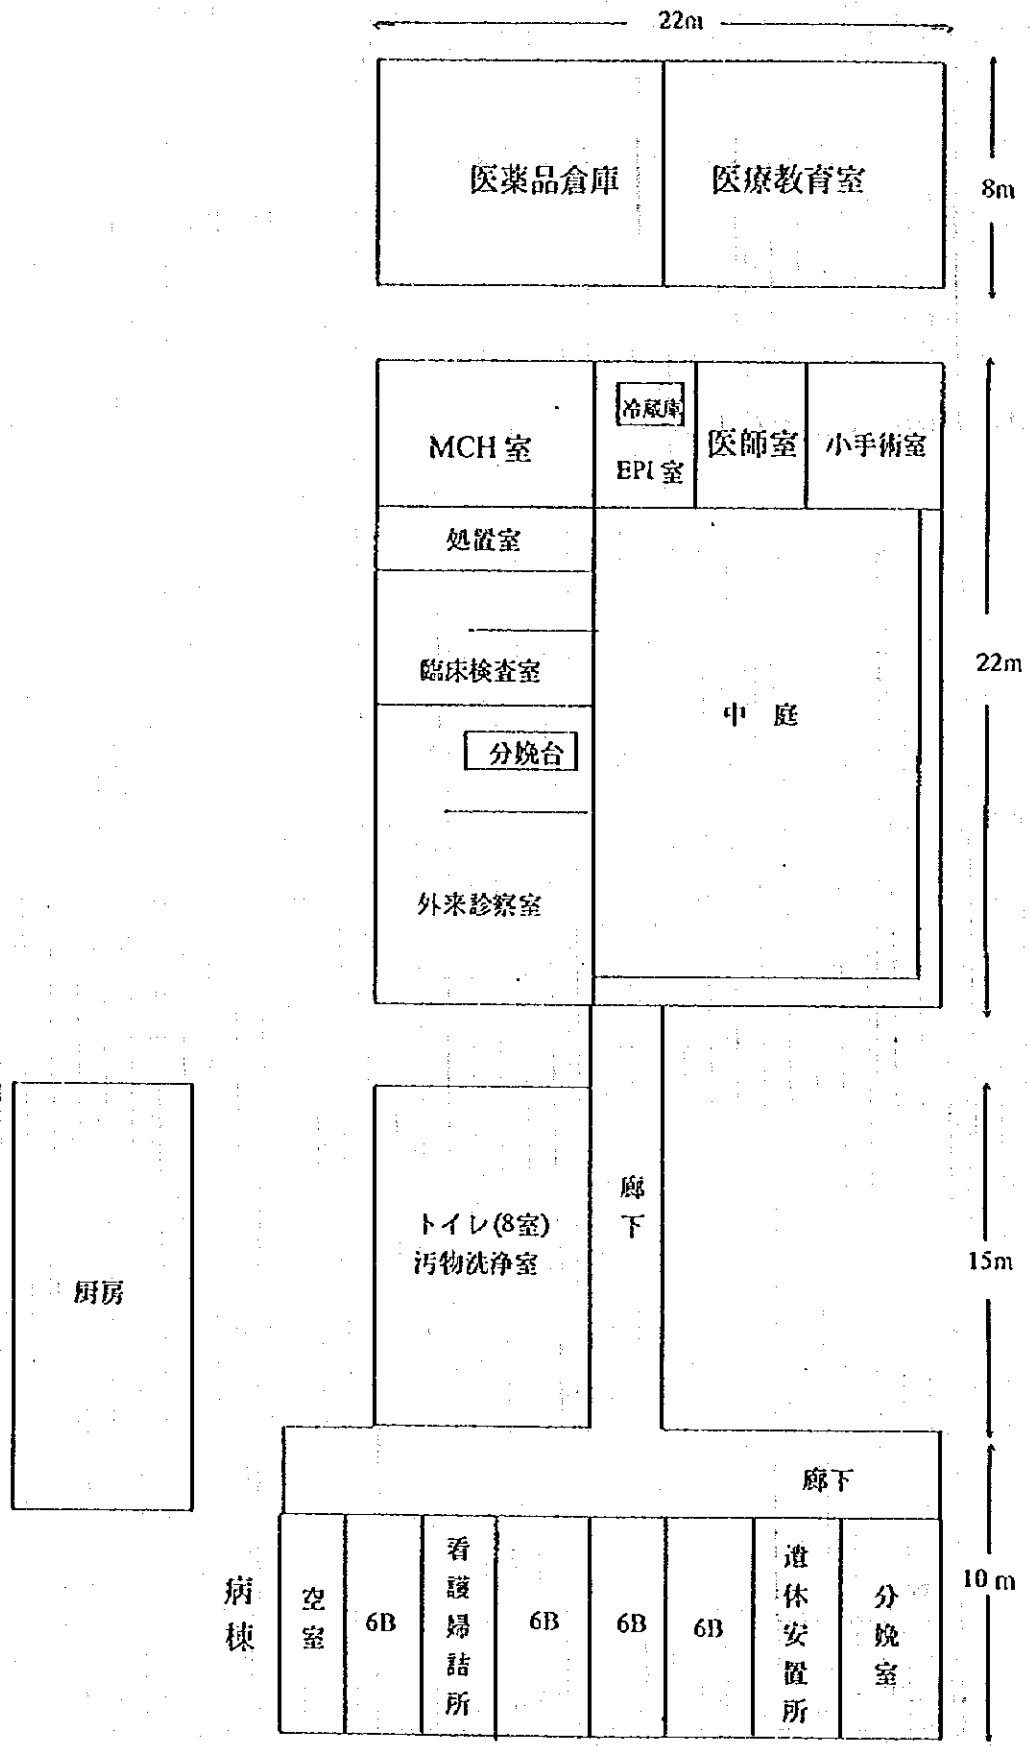 22m
医薬品倉庫
医療教育室
8m
MCH 室
冷蔵庫
EPI 室
医師室
小手術室
処置室
臨床検査室
22m
中 庭
分娩台
外来診察室
廊下
トイレ(8室)
汚物洗浄室
15m
厨房
廊下
病棟
空室
6B
看護婦詰所
6B
6B
6B
遺体安置所
分娩室
10 m